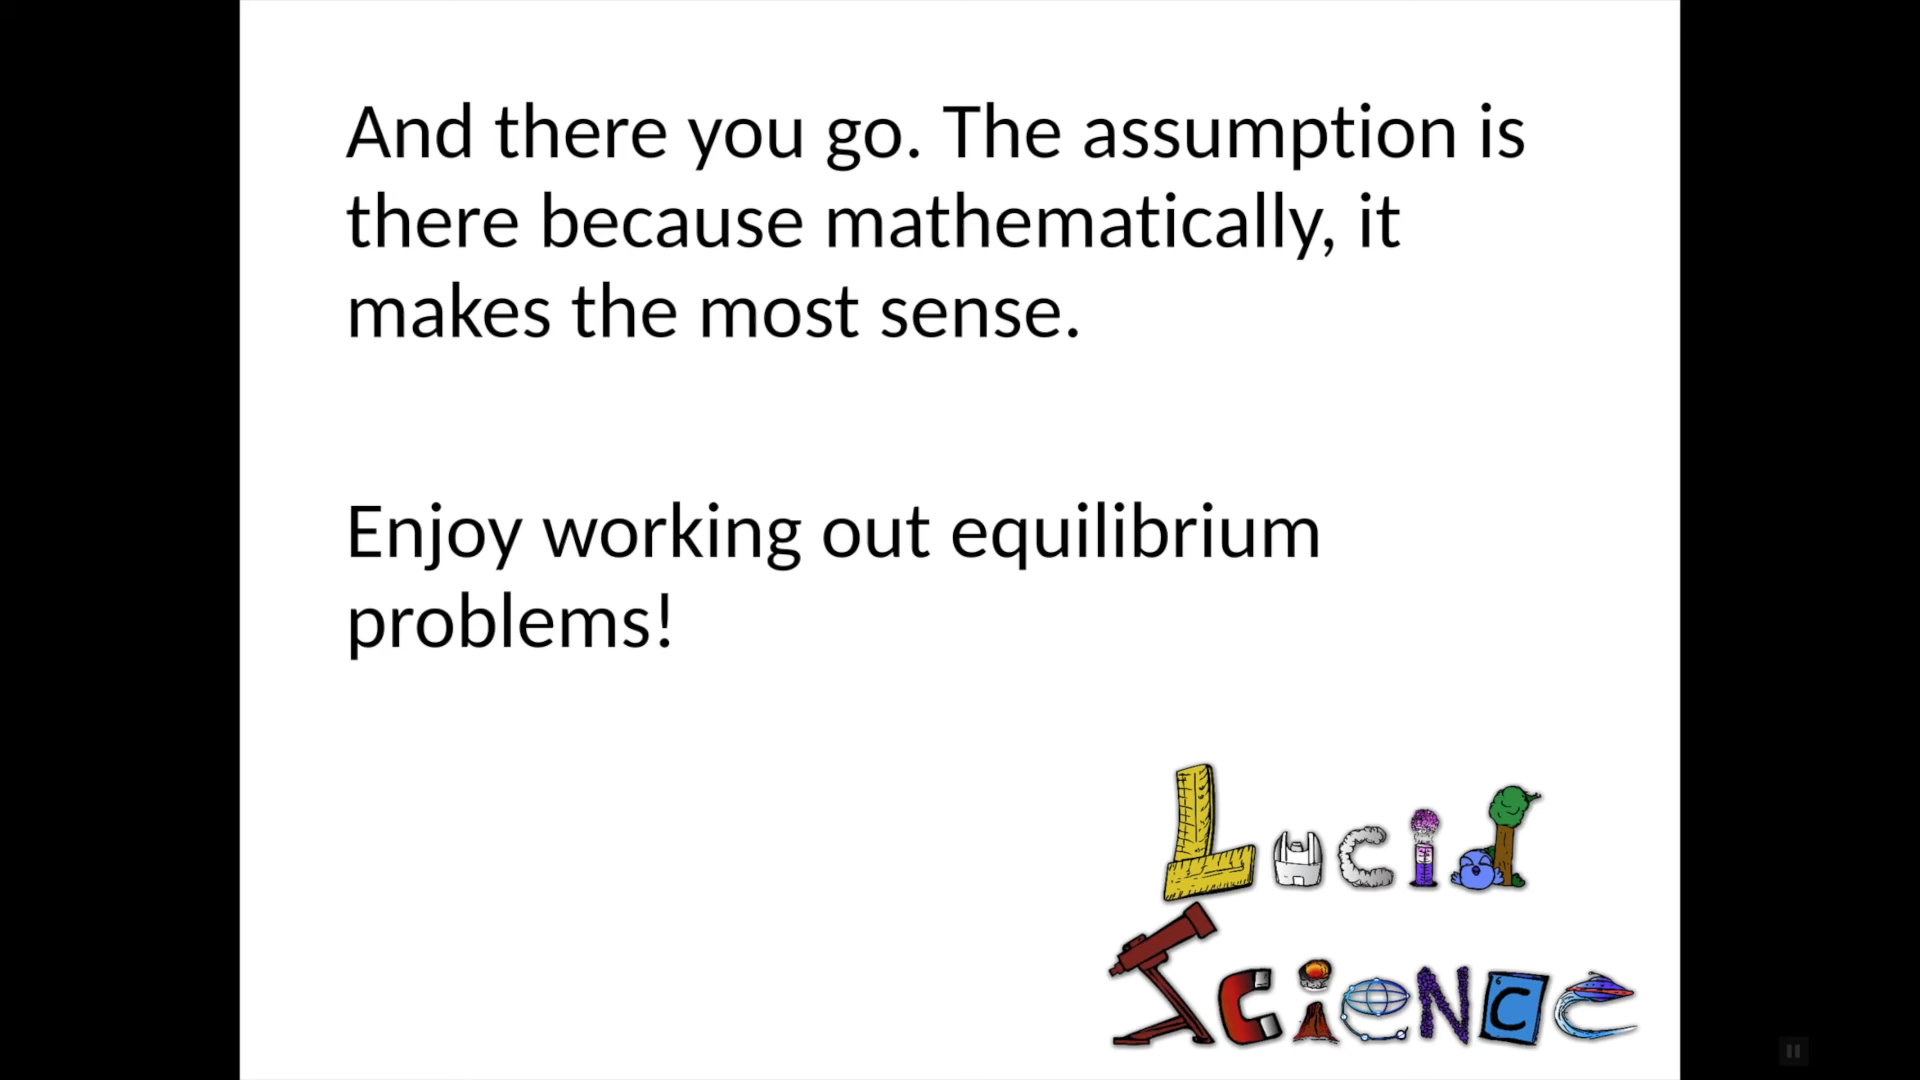 And there you go. The assumption is
there because mathematically, it
makes the most sense.
Enjoy working out equilibrium
problems!
Lucid
Science